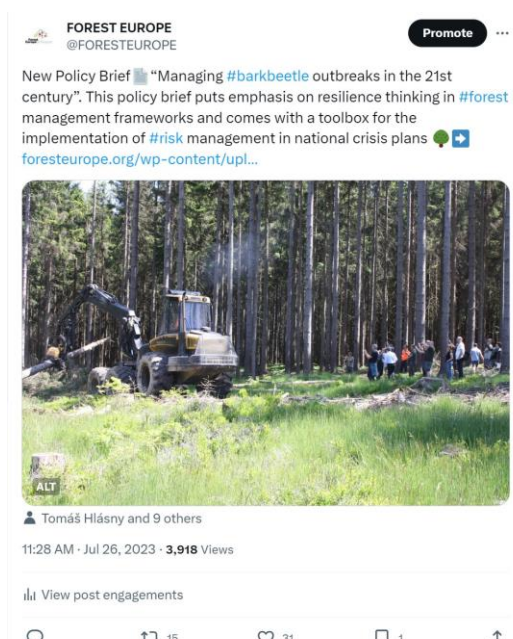 FOREST EUROPE
@FORESTEUROPE
Promote
New Policy Brief “Managing #barkbeetle outbreaks in the 21st
century”. This policy brief puts emphasis on resilience thinking in #forest
management frameworks and comes with a toolbox for the
implementation of #risk management in national crisis plans
foresteurope.org/wp-content/upl...
ALT
Tomáš Hlásny and 9 others
11:28 AM · Jul 26, 2023 · 3,918 Views
View post engagements
15 31 1